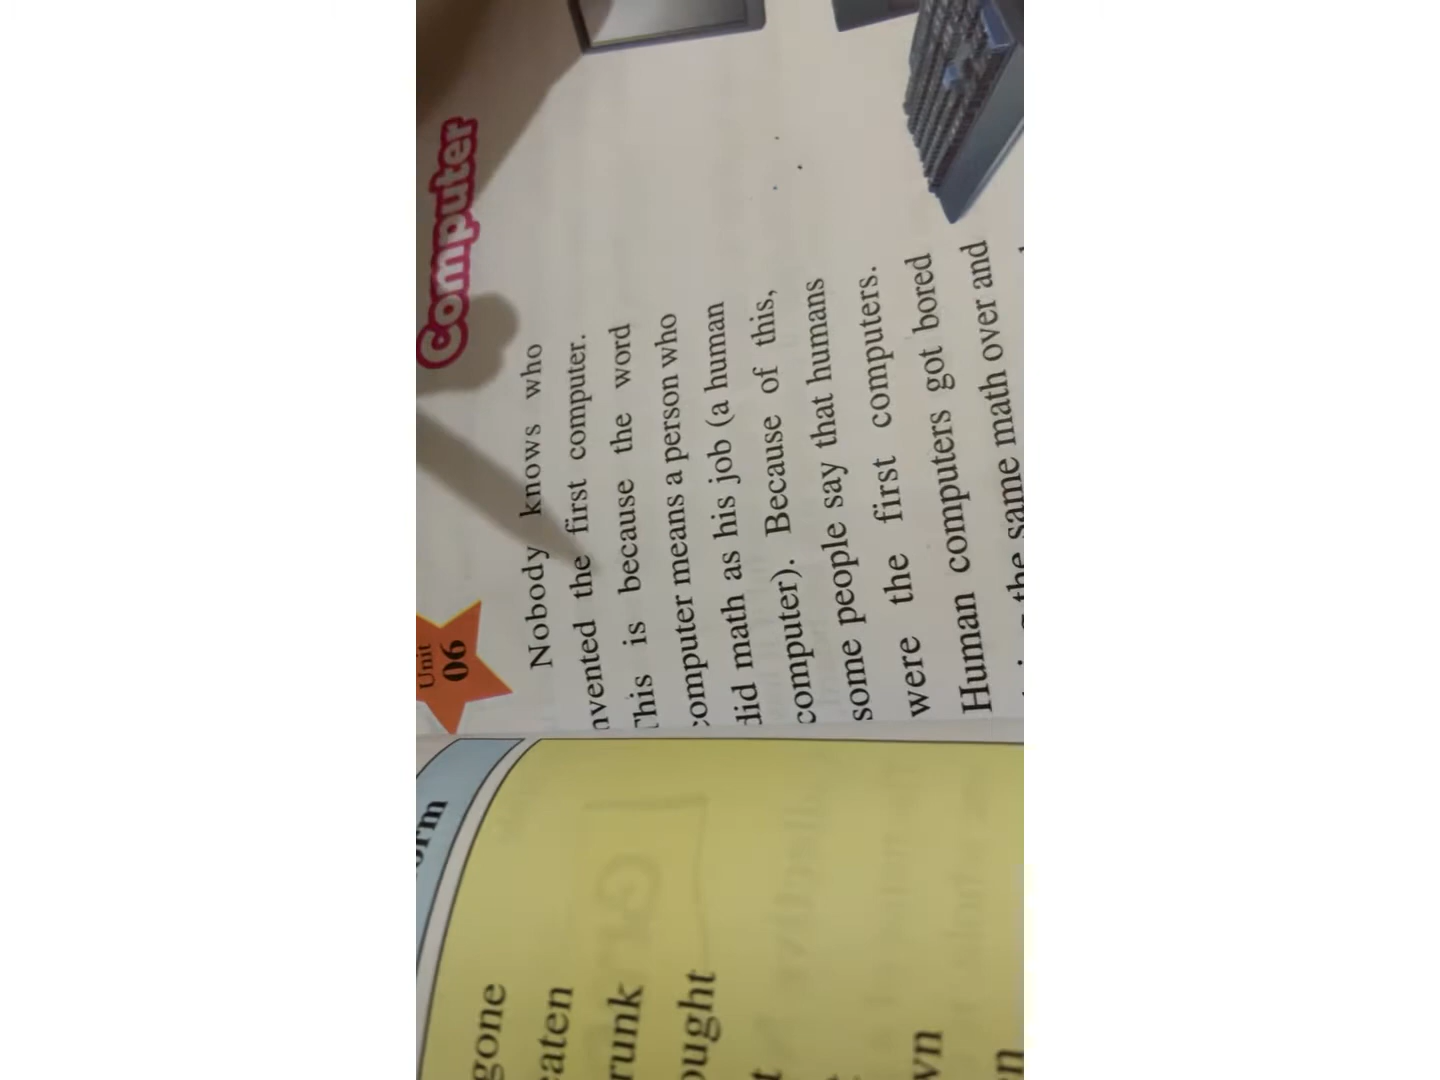 Unit
06
Computer
Nobody knows who
nvented the first computer.
This is because the word
computer means a person who
did math as his job (a human
computer). Because of this,
some people say that humans
were the first computers.
Human computers got bored
the same math over and
orm
gone
eaten
runk
ought